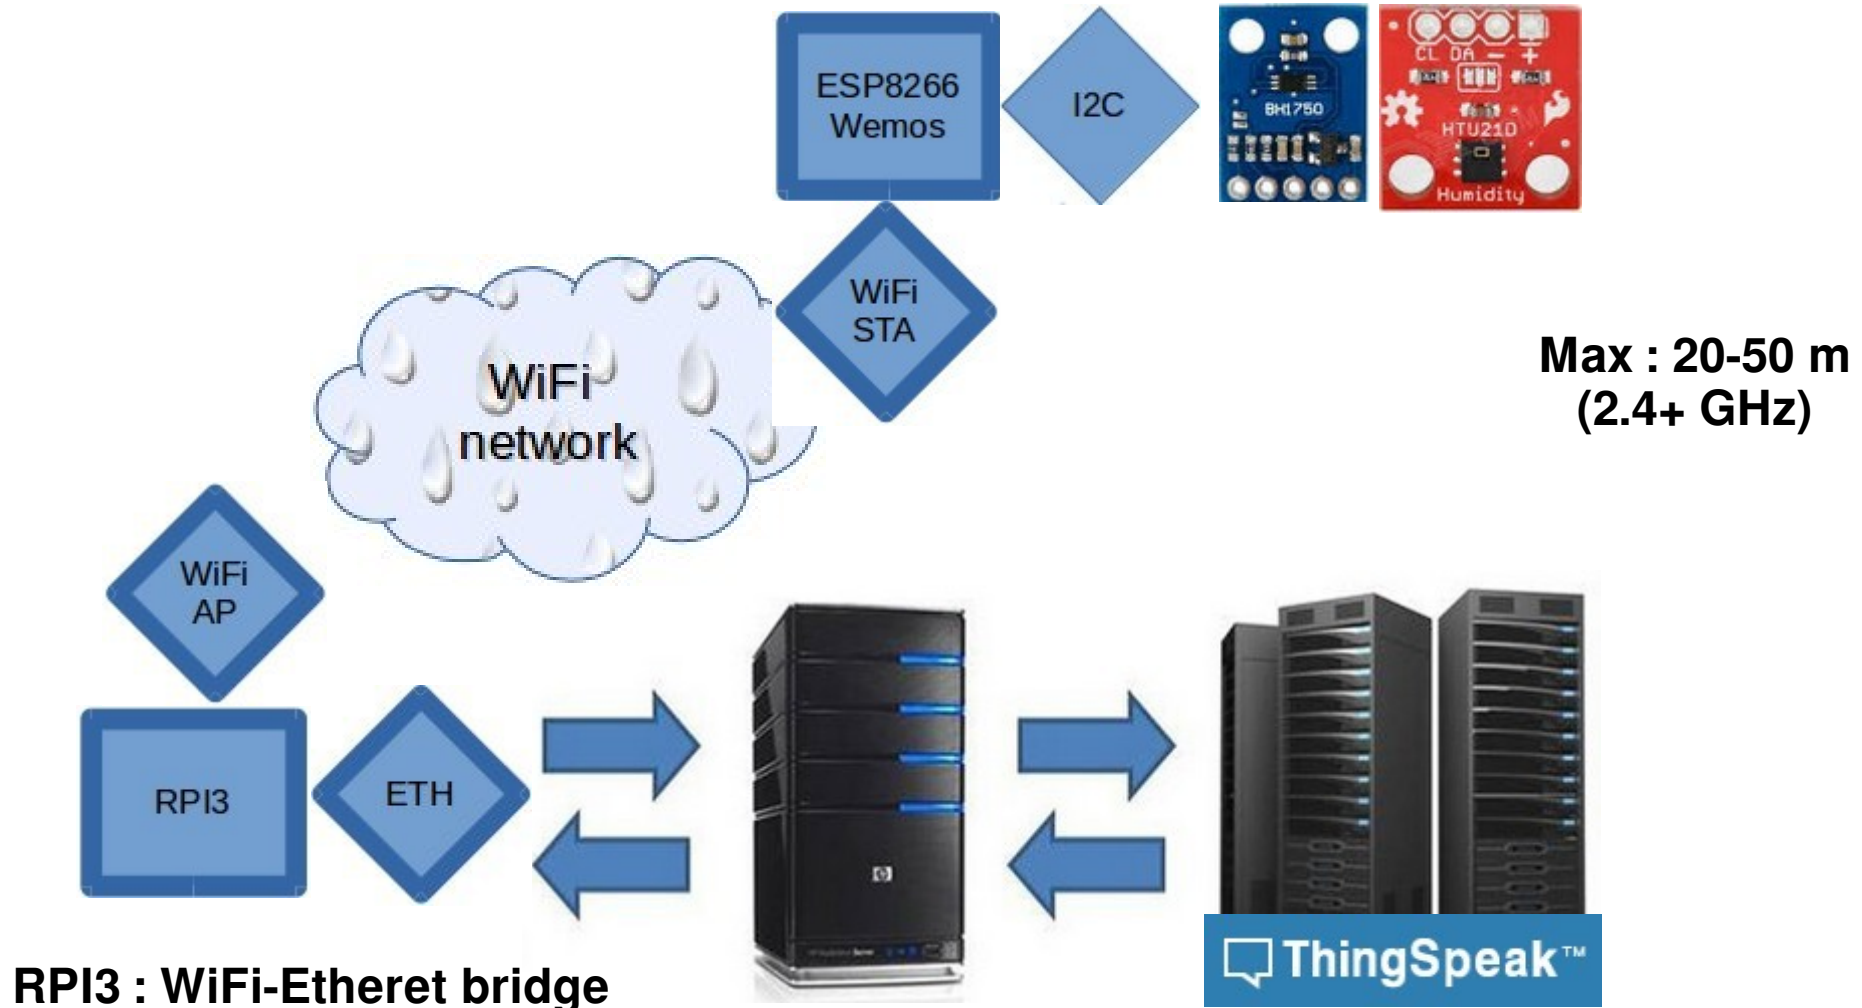 ESP8266
Wemos
I2C
BH1750
CL DA - +
HTU21D
Humidity
WiFi
STA
Max : 20-50 m
(2.4+ GHz)
WiFi
network
WiFi
AP
RPI3
ETH
hp
ThingSpeak™
RPI3 : WiFi-Etheret bridge